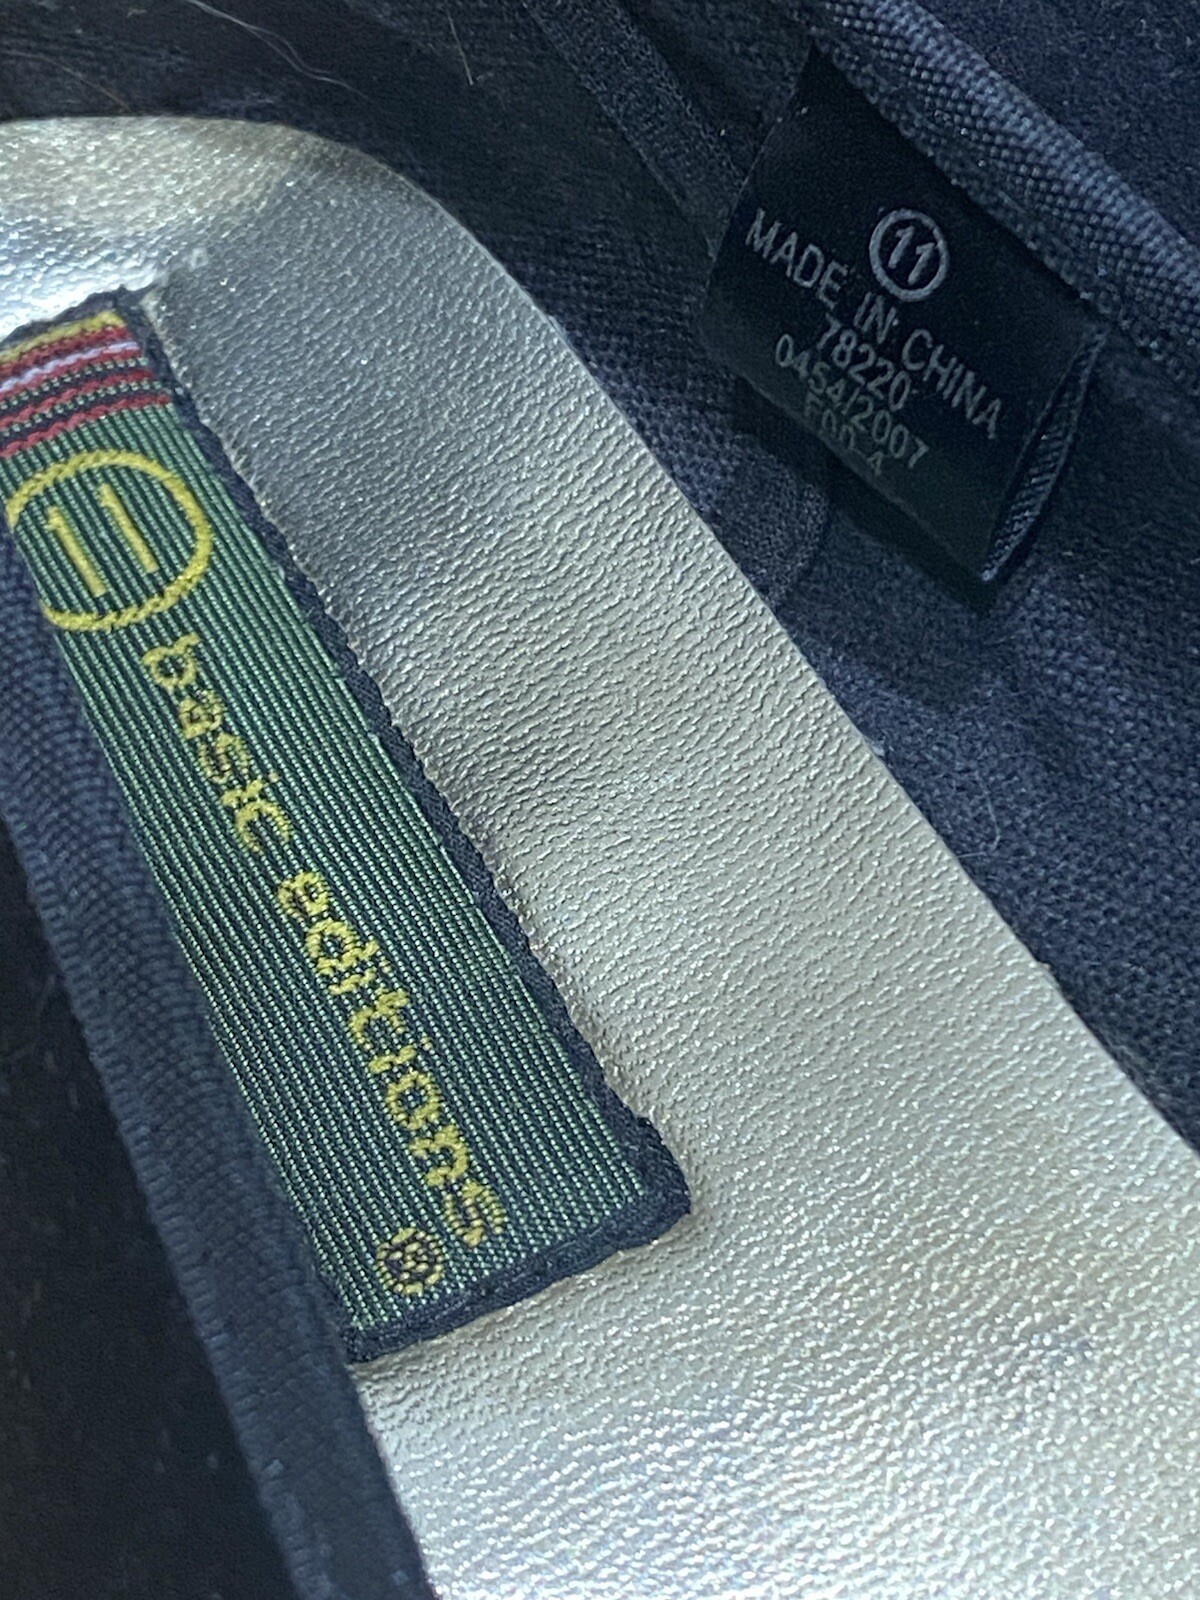 11
basic editions®
11
MADE IN CHINA
78220
0454/2007
F00-4